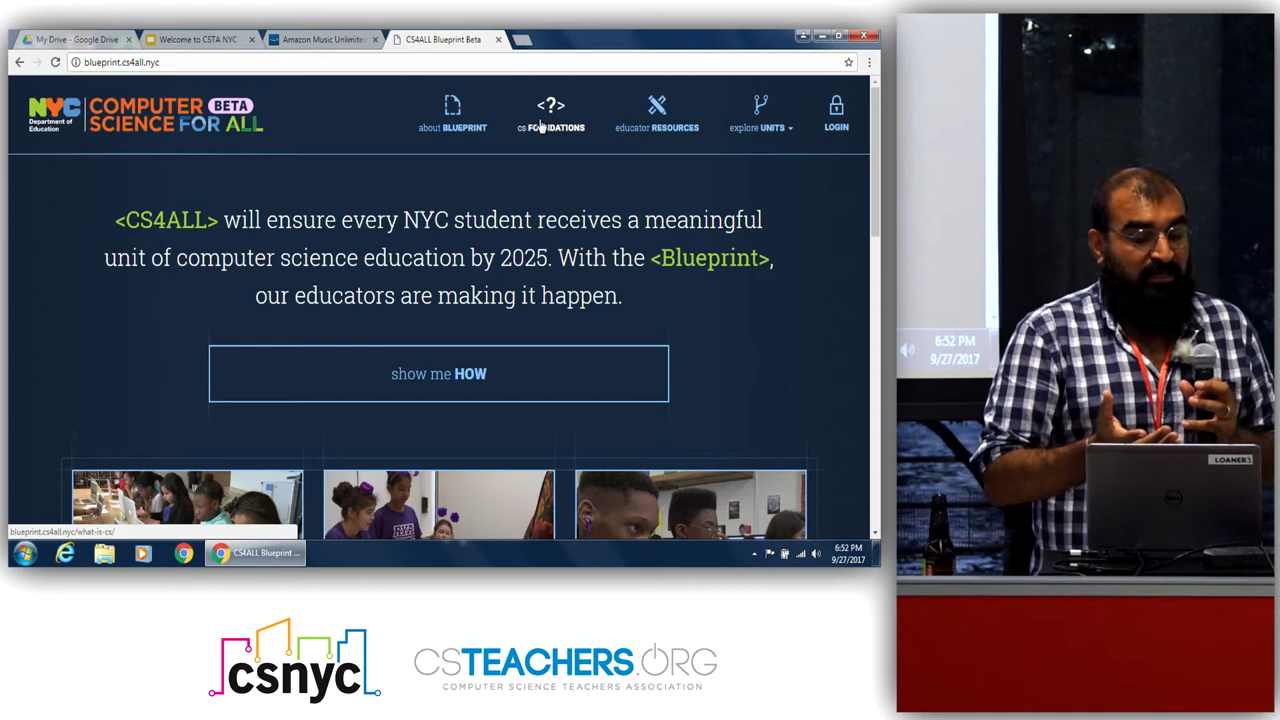 My Drive - Google Drive
Welcome to CSTA NYC
Amazon Music Unlimite
CS4ALL Blueprint Beta
blueprint.cs4all.nyc
NYC
Department of
Education
COMPUTER BETA
SCIENCE FOR ALL
about BLUEPRINT
<?>
cs FOUNDATIONS
educator RESOURCES
explore UNITS
LOGIN
<CS4ALL> will ensure every NYC student receives a meaningful
unit of computer science education by 2025. With the <Blueprint>,
our educators are making it happen.
show me HOW
blueprint.cs4all.nyc/what-is-cs/
CS4ALL Blueprint ...
6:52 PM
9/27/2017
6:52 PM
9/27/2017
LOANER3
DELL
csnyc
CSTEACHERS.ORG
COMPUTER SCIENCE TEACHERS ASSOCIATION